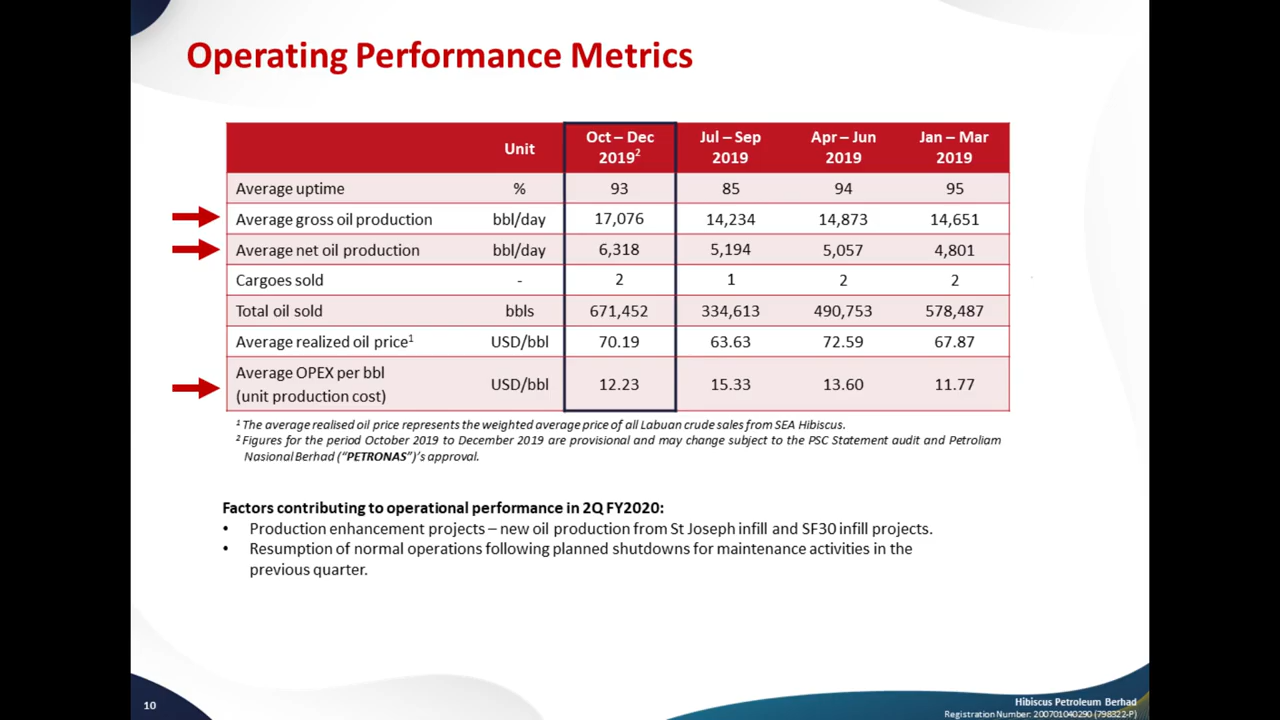 Operating Performance Metrics
Unit Oct – Dec 2019² Jul – Sep 2019 Apr – Jun 2019 Jan – Mar 2019
Average uptime % 93 85 94 95
Average gross oil production bbl/day 17,076 14,234 14,873 14,651
Average net oil production bbl/day 6,318 5,194 5,057 4,801
Cargoes sold - 2 1 2 2
Total oil sold bbls 671,452 334,613 490,753 578,487
Average realized oil price¹ USD/bbl 70.19 63.63 72.59 67.87
Average OPEX per bbl (unit production cost) USD/bbl 12.23 15.33 13.60 11.77
¹ The average realised oil price represents the weighted average price of all Labuan crude sales from SEA Hibiscus.
² Figures for the period October 2019 to December 2019 are provisional and may change subject to the PSC Statement audit and Petroliam
Nasional Berhad (“PETRONAS”)’s approval.
Factors contributing to operational performance in 2Q FY2020:
• Production enhancement projects – new oil production from St Joseph infill and SF30 infill projects.
• Resumption of normal operations following planned shutdowns for maintenance activities in the
previous quarter.
10
Hibiscus Petroleum Berhad
Registration Number: 200701040290 (798322-P)